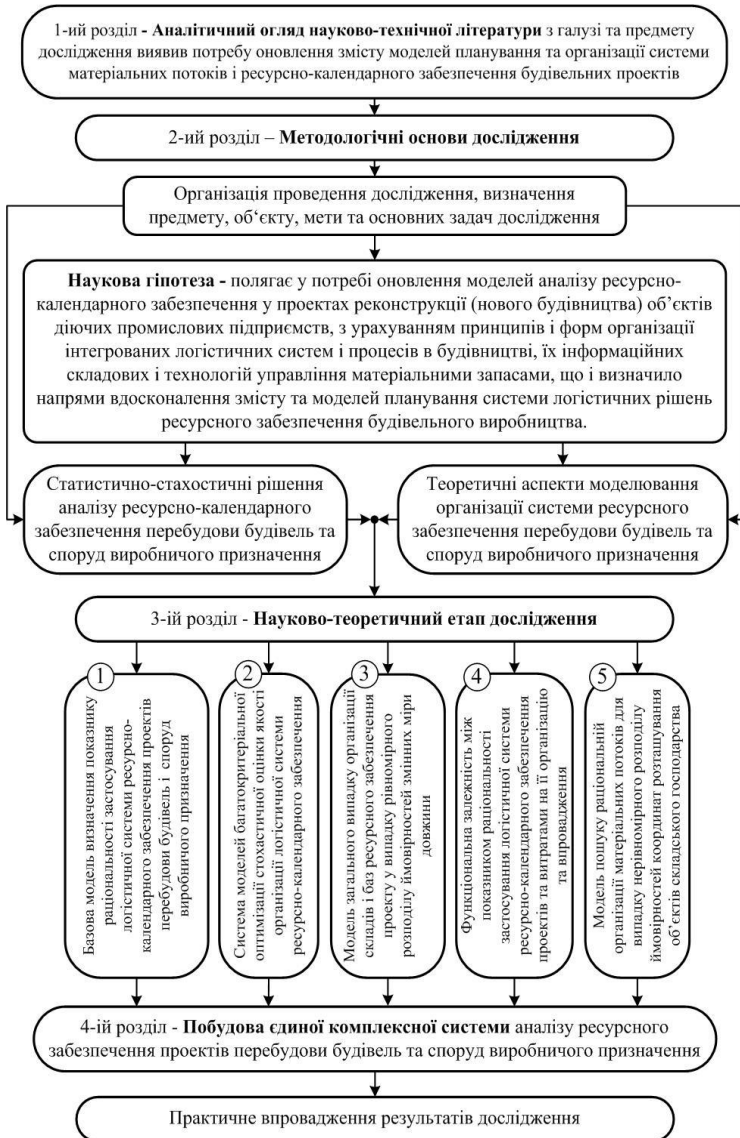 1-ий розділ - Аналітичний огляд науково-технічної літератури з галузі та предмету
дослідження виявив потребу оновлення змісту моделей планування та організації системи
матеріальних потоків і ресурсно-календарного забезпечення будівельних проектів
2-ий розділ – Методологічні основи дослідження
Організація проведення дослідження, визначення
предмету, об‘єкту, мети та основних задач дослідження
Наукова гіпотеза - полягає у потребі оновлення моделей аналізу ресурсно-
календарного забезпечення у проектах реконструкції (нового будівництва) об’єктів
діючих промислових підприємств, з урахуванням принципів і форм організації
інтегрованих логістичних систем і процесів в будівництві, їх інформаційних
складових і технологій управління матеріальними запасами, що і визначило
напрями вдосконалення змісту та моделей планування системи логістичних рішень
ресурсного забезпечення будівельного виробництва.
Статистично-стахостичні рішення
аналізу ресурсно-календарного
забезпечення перебудови будівель та
споруд виробничого призначення
Теоретичні аспекти моделювання
організації системи ресурсного
забезпечення перебудови будівель та
споруд виробничого призначення
3-ій розділ - Науково-теоретичний етап дослідження
1
Базова модель визначення показнику
раціональності застосування
логістичної системи ресурсно-
календарного забезпечення проектів
перебудови будівель і споруд
виробничого призначення
2
Система моделей багатокритеріальної
оптимізації стохастичної оцінки якості
організації логістичної системи
ресурсно-календарного забезпечення
3
Модель загального випадку організації
складів і баз ресурсного забезпечення
проекту у випадку рівномірного
розподілу ймовірностей змінних міри
довжини
4
Функціональна залежність між
показником раціональності
застосування логістичної системи
ресурсно-календарного забезпечення
проектів та витратами на її організацію
та впровадження
5
Модель пошуку раціональній
організації матеріальних потоків для
випадку нерівномірного розподілу
ймовірностей координат розташування
об’єктів складського господарства
4-ій розділ - Побудова єдиної комплексної системи аналізу ресурсного
забезпечення проектів перебудови будівель та споруд виробничого призначення
Практичне впровадження результатів дослідження